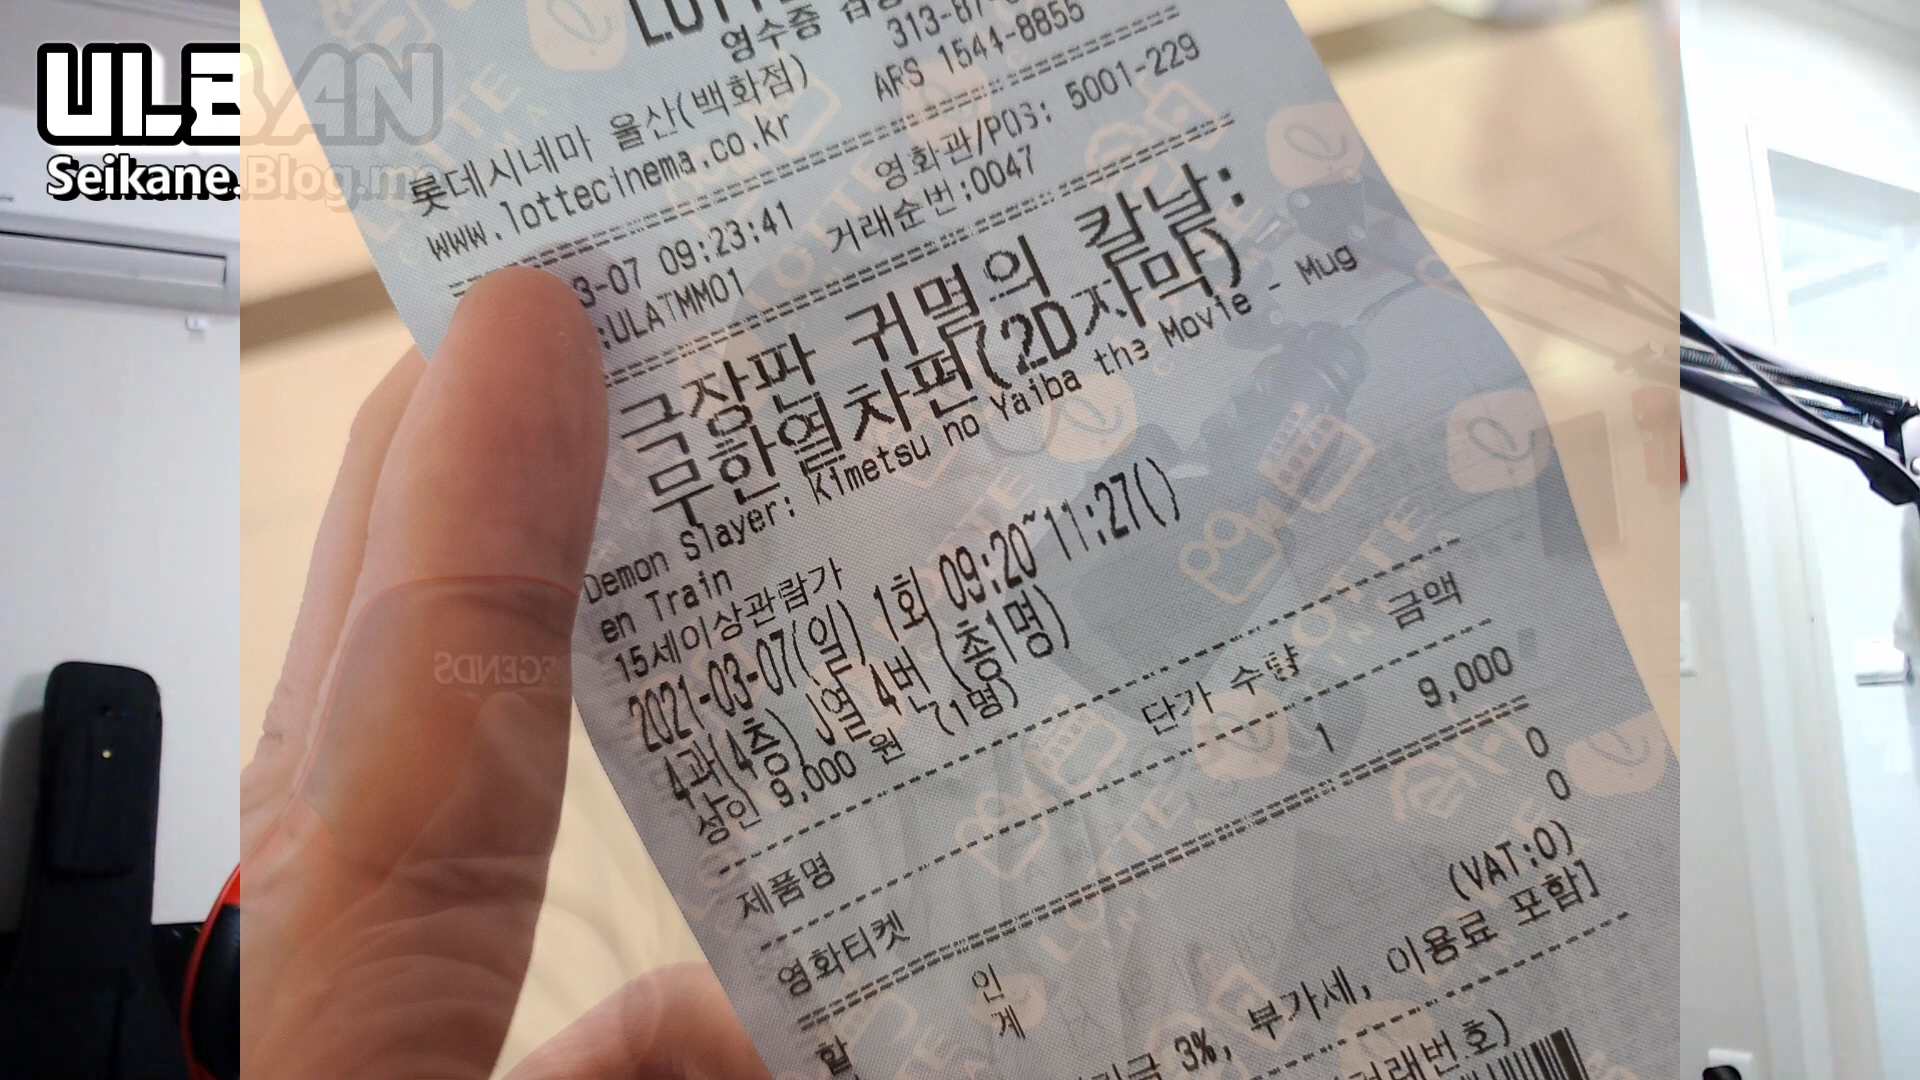 ULBAN
Seikane.Blog.me
LOTTE
영수증 겸용
313-87-
롯데시네마 울산(백화점)
ARS 1544-8855
www.lottecinema.co.kr
영화관/POS: 5001-229
3-07 09:23:41
거래순번:0047
:ULATMM01
극장판 귀멸의 칼날:
무한열차편(2D자막)
Demon Slayer: Kimetsu no Yaiba the Movie - Mug
en Train
15세이상관람가
2021-03-07(일) 1회 09:20~11:27()
4관(4층) J열 4번 (총1명)
성인 9,000 원 (1명)
제품명 단가 수량 금액
영화티켓 1 9,000
할인 0
계 0
(VAT:0)
3%, 부가세, 이용료 포함]
거래번호)
LEGENDS